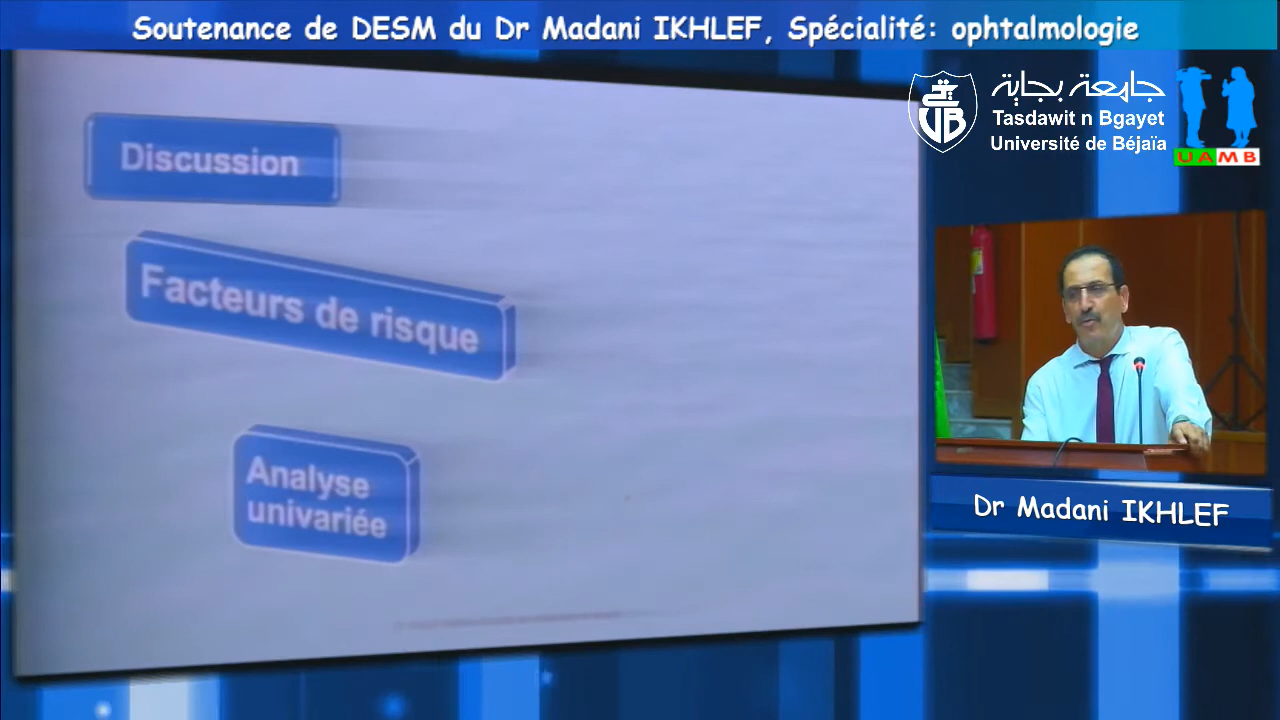 Soutenance de DESM du Dr Madani IKHLEF, Spécialité: ophtalmologie
جامعة بجاية
Tasdawit n Bgayet
Université de Béjaïa
UAMB
Discussion
Facteurs de risque
Analyse
univariée
Dr Madani IKHLEF